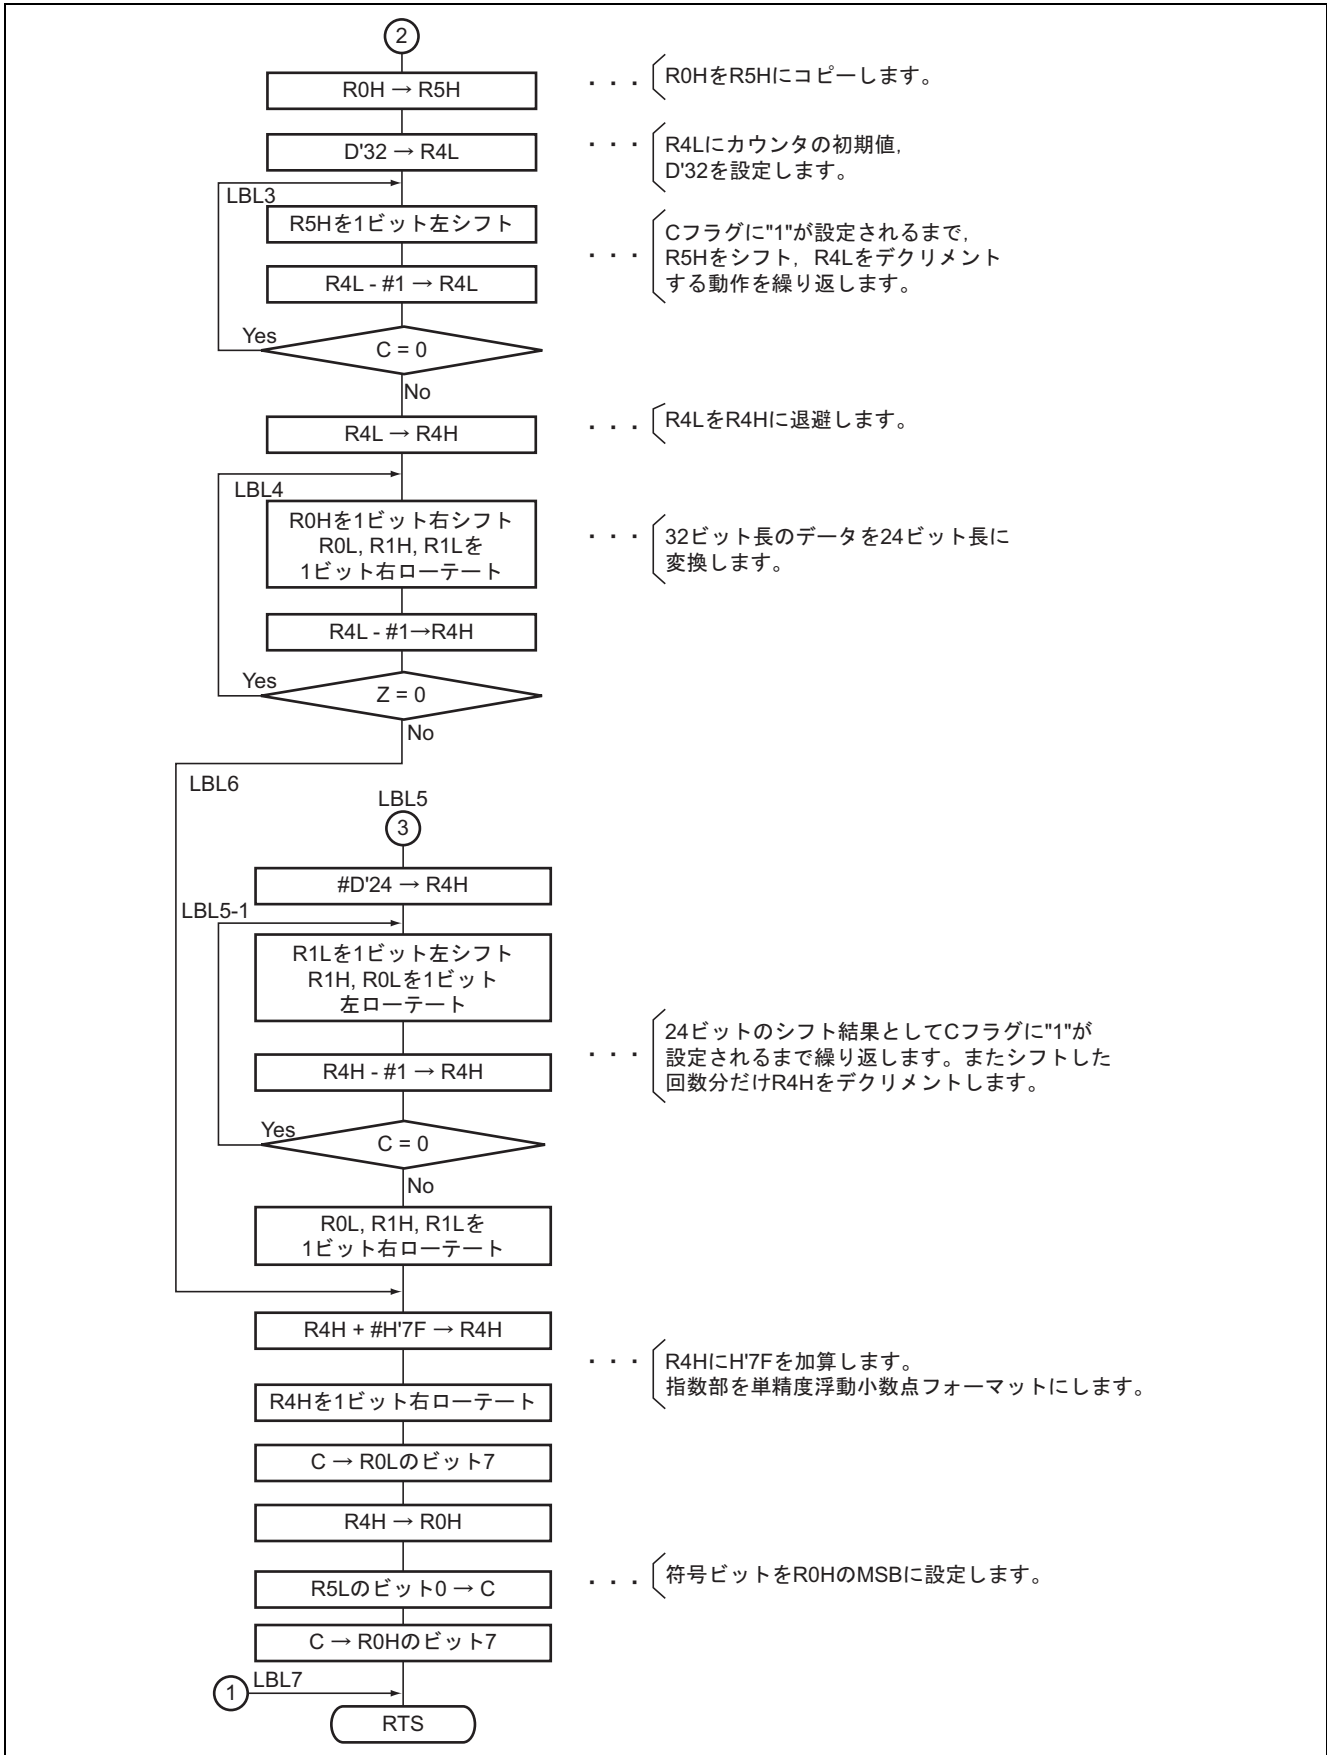 2
R0H → R5H
・・・
R0HをR5Hにコピーします。
D'32 → R4L
・・・
R4Lにカウンタの初期値,
D'32を設定します。
LBL3
R5Hを1ビット左シフト
R4L - #1 → R4L
・・・
Cフラグに"1"が設定されるまで,
R5Hをシフト, R4Lをデクリメント
する動作を繰り返します。
Yes
C = 0
No
R4L → R4H
・・・
R4LをR4Hに退避します。
LBL4
R0Hを1ビット右シフト
R0L, R1H, R1Lを
1ビット右ローテート
・・・
32ビット長のデータを24ビット長に
変換します。
R4L - #1→R4H
Yes
Z = 0
No
LBL6
LBL5
3
#D'24 → R4H
LBL5-1
R1Lを1ビット左シフト
R1H, R0Lを1ビット
左ローテート
R4H - #1 → R4H
・・・
24ビットのシフト結果としてCフラグに"1"が
設定されるまで繰り返します。またシフトした
回数分だけR4Hをデクリメントします。
Yes
C = 0
No
R0L, R1H, R1Lを
1ビット右ローテート
R4H + #H'7F → R4H
・・・
R4HにH'7Fを加算します。
指数部を単精度浮動小数点フォーマットにします。
R4Hを1ビット右ローテート
C → R0Lのビット7
R4H → R0H
R5Lのビット0 → C
・・・
符号ビットをR0HのMSBに設定します。
C → R0Hのビット7
1
LBL7
RTS